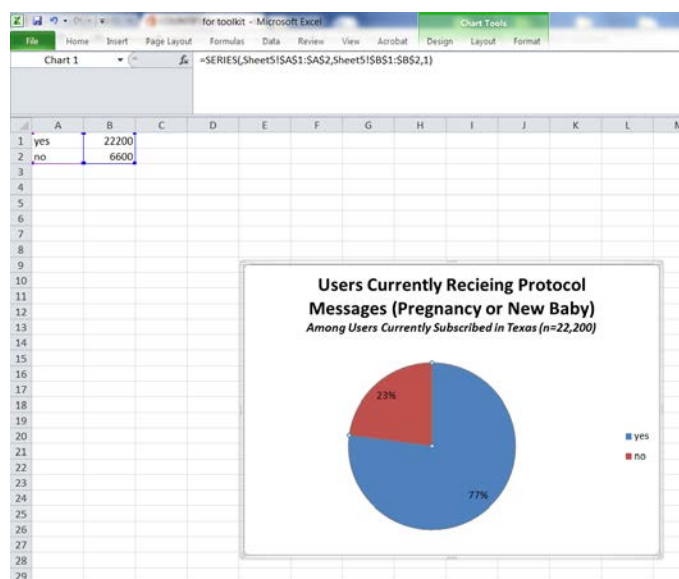 for toolkit - Microsoft Excel
Chart Tools
File Home Insert Page Layout Formulas Data Review View Acrobat Design Layout Format
Chart 1 fx =SERIES(,Sheet5!$A$1:$A$2,Sheet5!$B$1:$B$2,1)
A B C D E F G H I J K L
1 yes 22200
2 no 6600
3
4
5
6
7
8
9
10
11
12
13
14
15
16
17
18
19
20
21
22
23
24
25
26
27
28
29
Users Currently Recieing Protocol
Messages (Pregnancy or New Baby)
Among Users Currently Subscribed in Texas (n=22,200)
23%
77%
yes
no